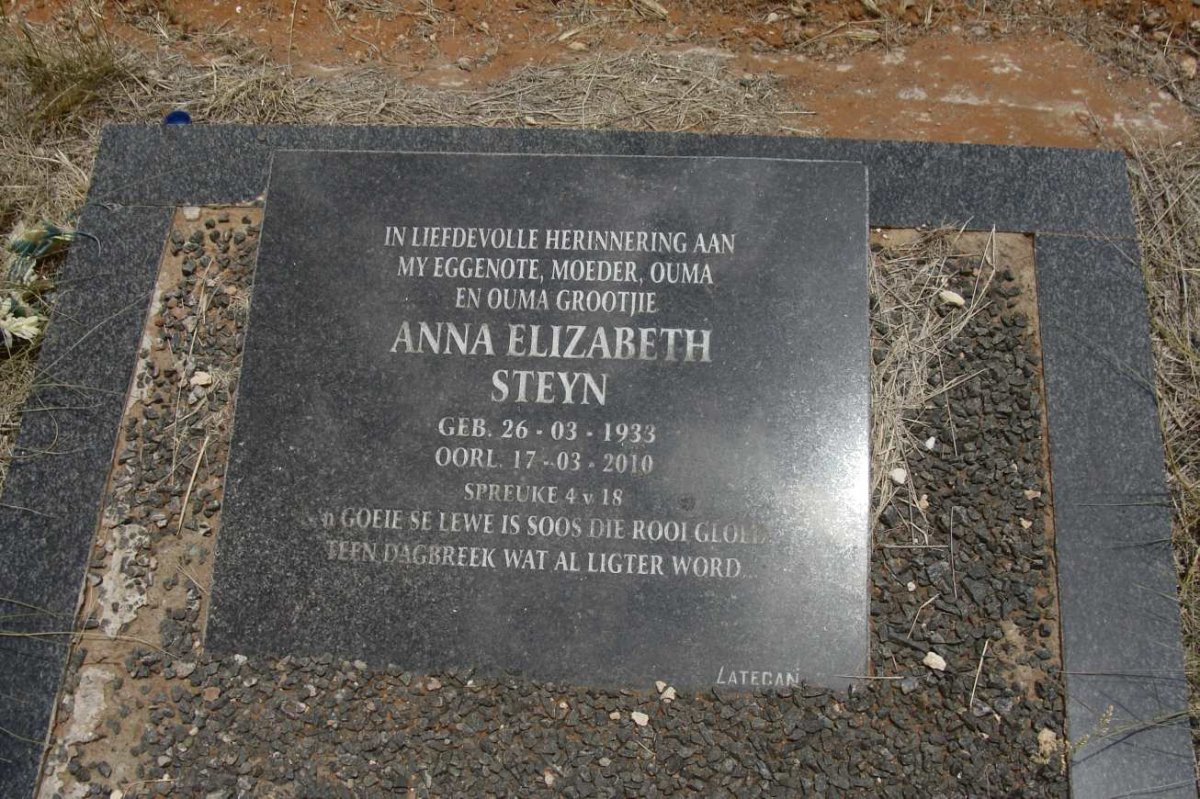 IN LIEFDEVOLLE HERINNERING AAN
MY EGGENOTE, MOEDER, OUMA
EN OUMA GROOTJIE
ANNA ELIZABETH
STEYN
GEB. 26 - 03 - 1933
OORL. 17 - 03 - 2010
SPREUKE 4 v 18
'n GOEIE SE LEWE IS SOOS DIE ROOI GLOED
TEEN DAGBREEK WAT AL LIGTER WORD...
LATEGAN